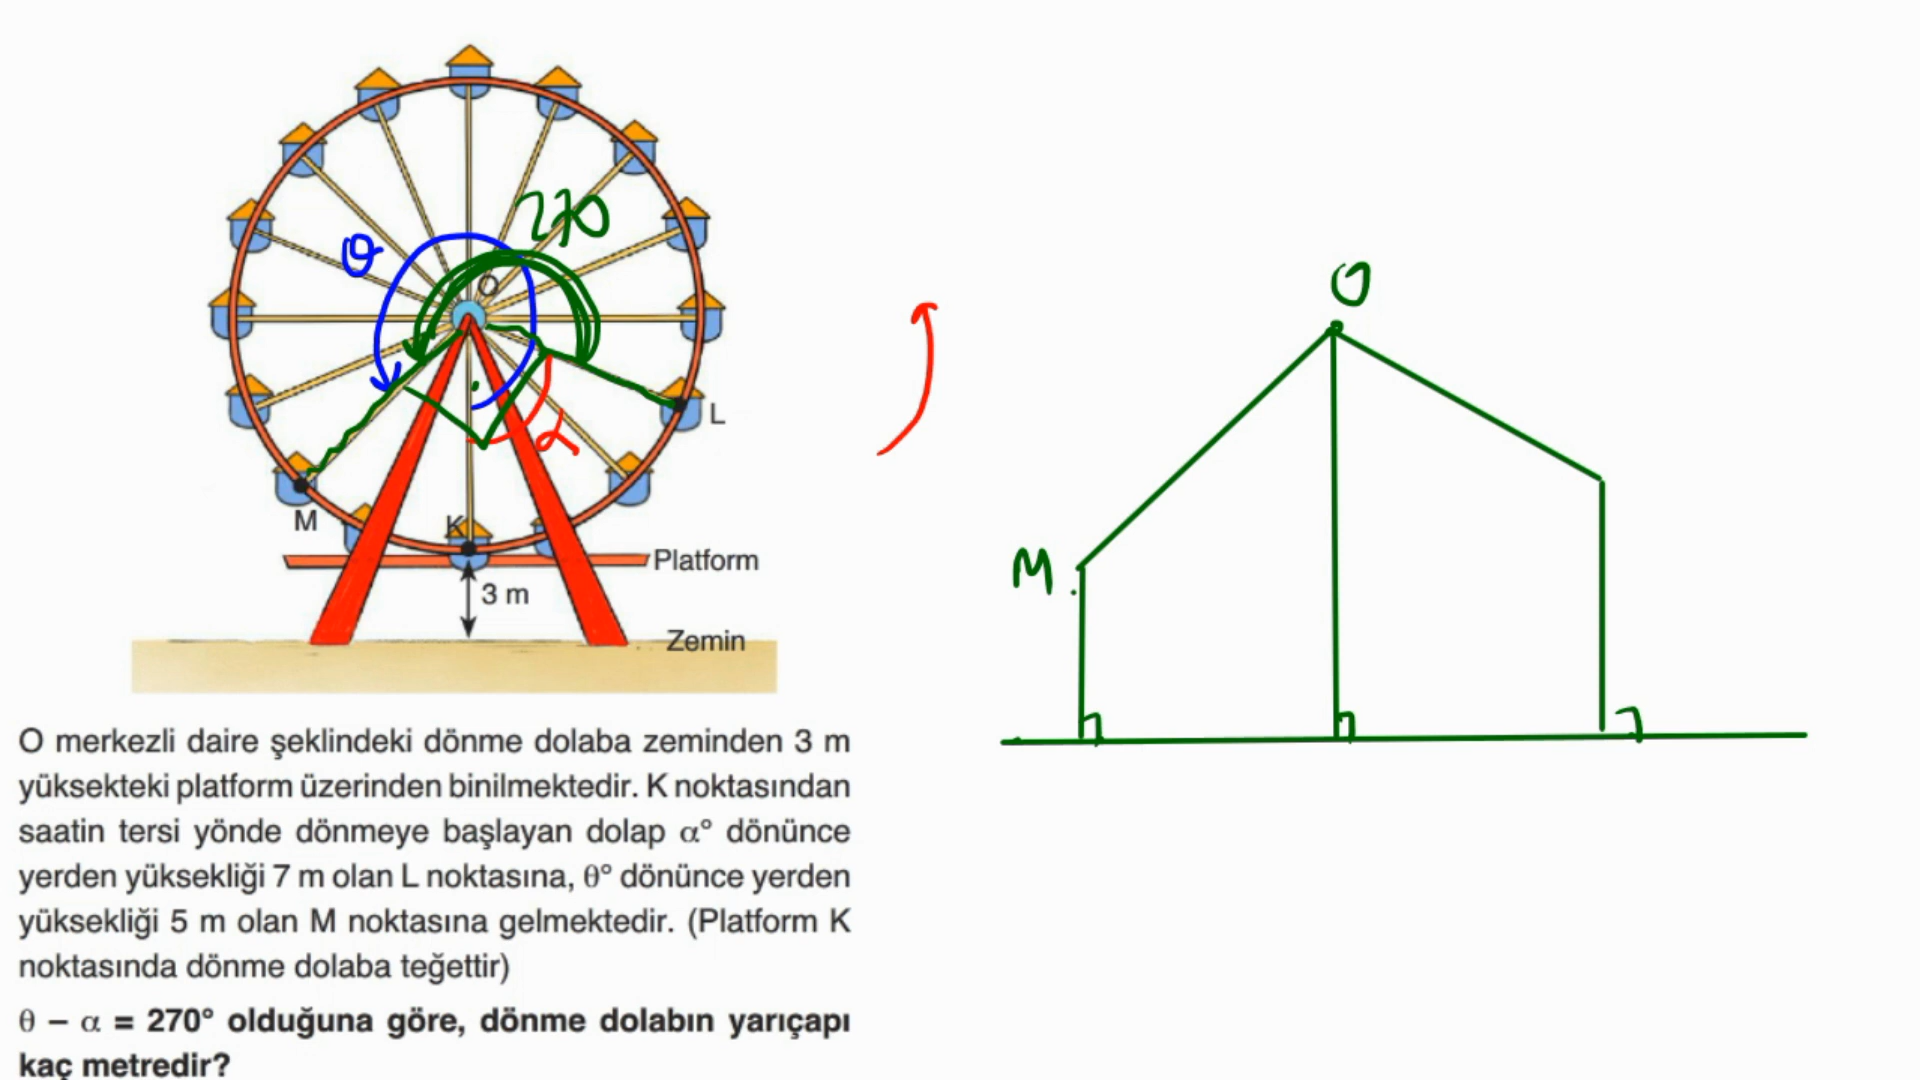 270
θ
O
O
α
L
M
M
K
Platform
3 m
Zemin
O merkezli daire şeklindeki dönme dolaba zeminden 3 m
yüksekteki platform üzerinden binilmektedir. K noktasından
saatin tersi yönde dönmeye başlayan dolap α° dönünce
yerden yüksekliği 7 m olan L noktasına, θ° dönünce yerden
yüksekliği 5 m olan M noktasına gelmektedir. (Platform K
noktasında dönme dolaba teğettir)
θ – α = 270° olduğuna göre, dönme dolabın yarıçapı
kaç metredir?